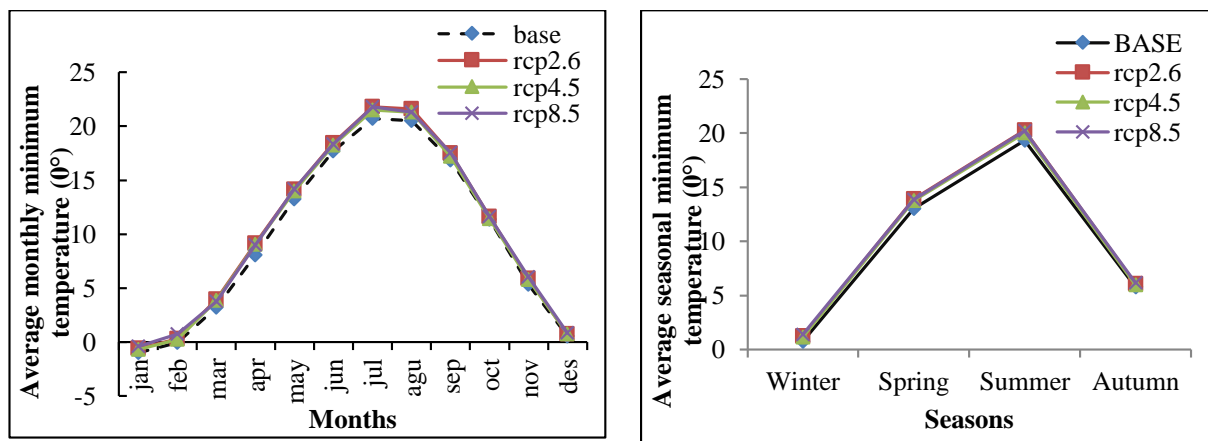 Average monthly minimum
temperature (0°)
25
20
15
10
5
0
-5
jan
feb
mar
apr
may
jun
jul
agu
sep
oct
nov
des
Months
base
rcp2.6
rcp4.5
rcp8.5
Average seasonal minimum
temperature (0°)
25
20
15
10
5
0
Winter
Spring
Summer
Autumn
Seasons
BASE
rcp2.6
rcp4.5
rcp8.5